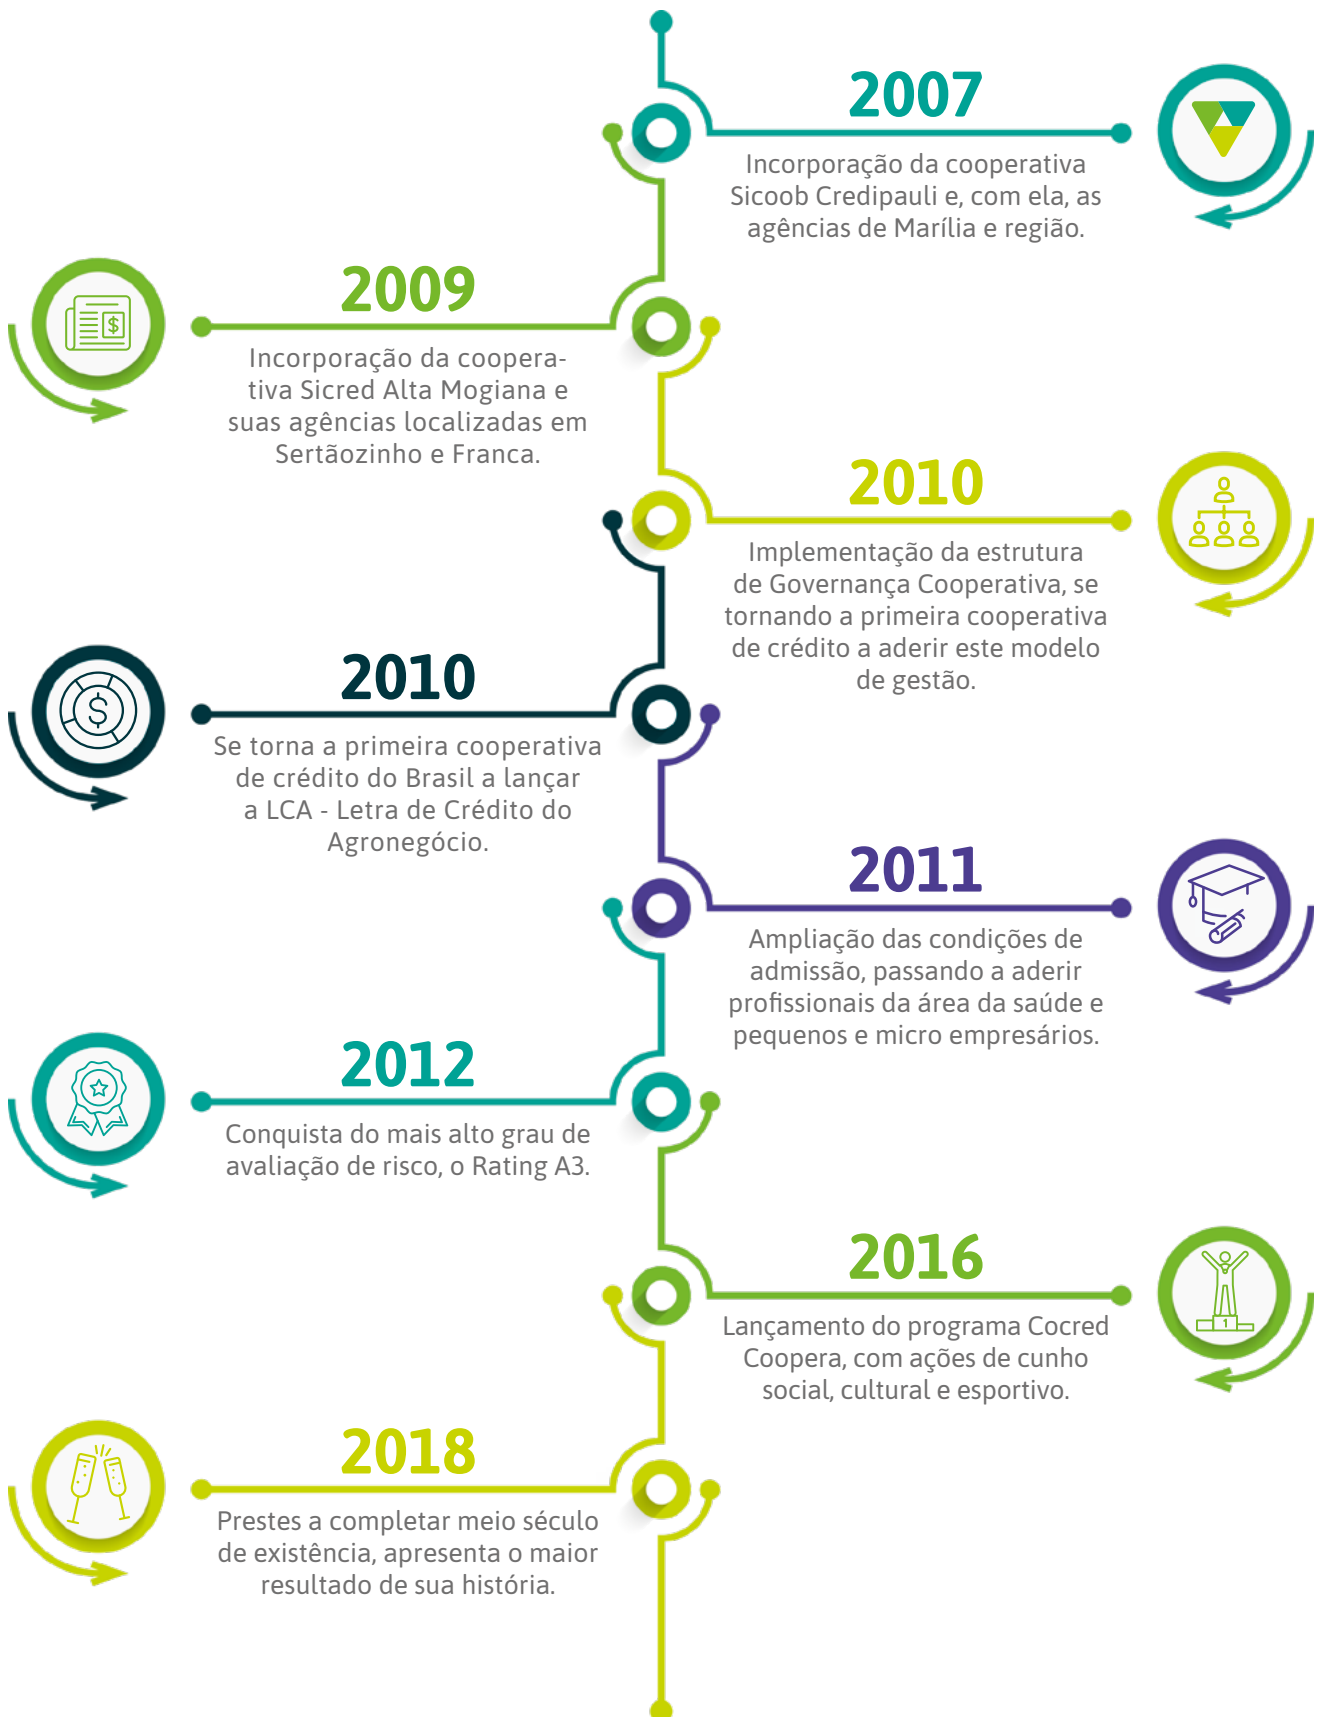 2007
Incorporação da cooperativa
Sicoob Credipauli e, com ela, as
agências de Marília e região.
2009
Incorporação da coopera-
tiva Sicred Alta Mogiana e
suas agências localizadas em
Sertãozinho e Franca.
2010
Implementação da estrutura
de Governança Cooperativa, se
tornando a primeira cooperativa
de crédito a aderir este modelo
de gestão.
2010
Se torna a primeira cooperativa
de crédito do Brasil a lançar
a LCA - Letra de Crédito do
Agronegócio.
2011
Ampliação das condições de
admissão, passando a aderir
profissionais da área da saúde e
pequenos e micro empresários.
2012
Conquista do mais alto grau de
avaliação de risco, o Rating A3.
2016
Lançamento do programa Cocred
Coopera, com ações de cunho
social, cultural e esportivo.
1
2018
Prestes a completar meio século
de existência, apresenta o maior
resultado de sua história.